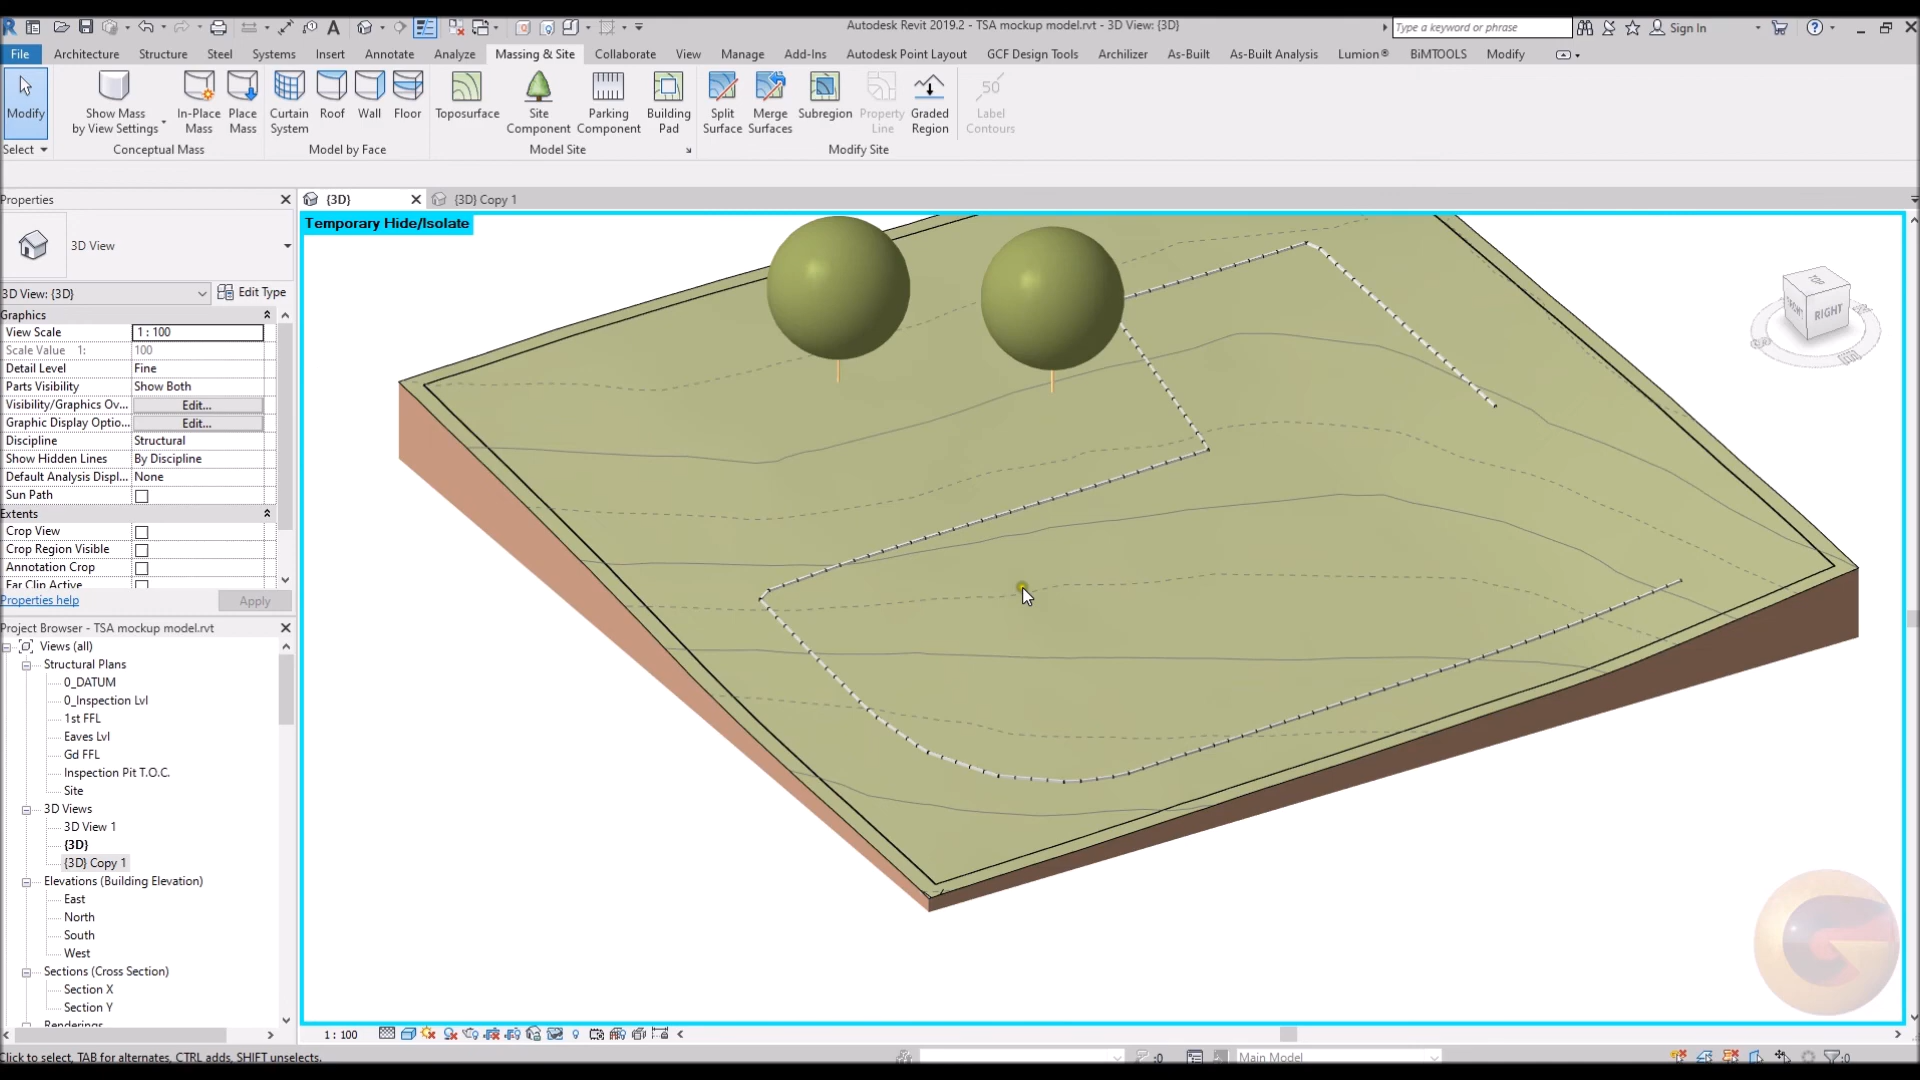 Autodesk Revit 2019.2 - TSA mockup model.rvt - 3D View: {3D}
Type a keyword or phrase
Sign In
File Architecture Structure Steel Systems Insert Annotate Analyze Massing & Site Collaborate View Manage Add-Ins Autodesk Point Layout GCF Design Tools Archilizer As-Built As-Built Analysis Lumion® BiMTOOLS Modify
Modify
Show Mass
by View Settings
In-Place
Mass
Place
Mass
Curtain
System
Roof
Wall
Floor
Toposurface
Site
Component
Parking
Component
Building
Pad
Split
Surface
Merge
Surfaces
Subregion
Property
Line
Graded
Region
50
Label
Contours
Select
Conceptual Mass
Model by Face
Model Site
Modify Site
Properties
{3D}
{3D} Copy 1
Temporary Hide/Isolate
3D View
3D View: {3D}
Edit Type
Graphics
View Scale 1 : 100
Scale Value 1: 100
Detail Level Fine
Parts Visibility Show Both
Visibility/Graphics Ov... Edit...
Graphic Display Optio... Edit...
Discipline Structural
Show Hidden Lines By Discipline
Default Analysis Displ... None
Sun Path
Extents
Crop View
Crop Region Visible
Annotation Crop
Far Clip Active
Properties help
Apply
Project Browser - TSA mockup model.rvt
Views (all)
Structural Plans
0_DATUM
0_Inspection Lvl
1st FFL
Eaves Lvl
Gd FFL
Inspection Pit T.O.C.
Site
3D Views
3D View 1
{3D}
{3D} Copy 1
Elevations (Building Elevation)
East
North
South
West
Sections (Cross Section)
Section X
Section Y
Renderings
TOP
FRONT
RIGHT
1 : 100
Click to select, TAB for alternates, CTRL adds, SHIFT unselects.
:0
Main Model
:0